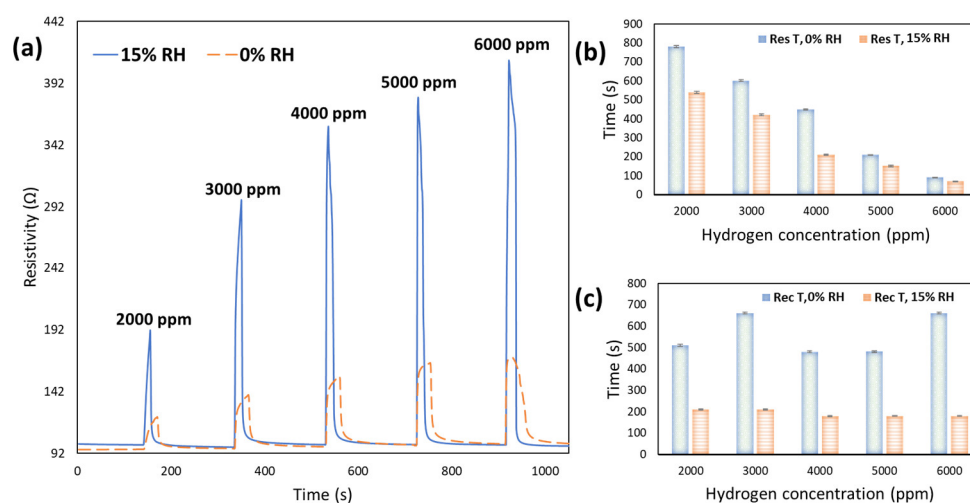 (a)
15% RH
0% RH
2000 ppm
3000 ppm
4000 ppm
5000 ppm
6000 ppm
Resistivity (Ω)
442
392
342
292
242
192
142
92
0
200
400
600
800
1000
Time (s)
(b)
Res T,0% RH
Res T, 15% RH
Time (s)
900
800
700
600
500
400
300
200
100
0
2000
3000
4000
5000
6000
Hydrogen concentration (ppm)
(c)
Rec T,0% RH
Rec T, 15% RH
Time (s)
800
700
600
500
400
300
200
100
0
2000
3000
4000
5000
6000
Hydrogen concentration (ppm)